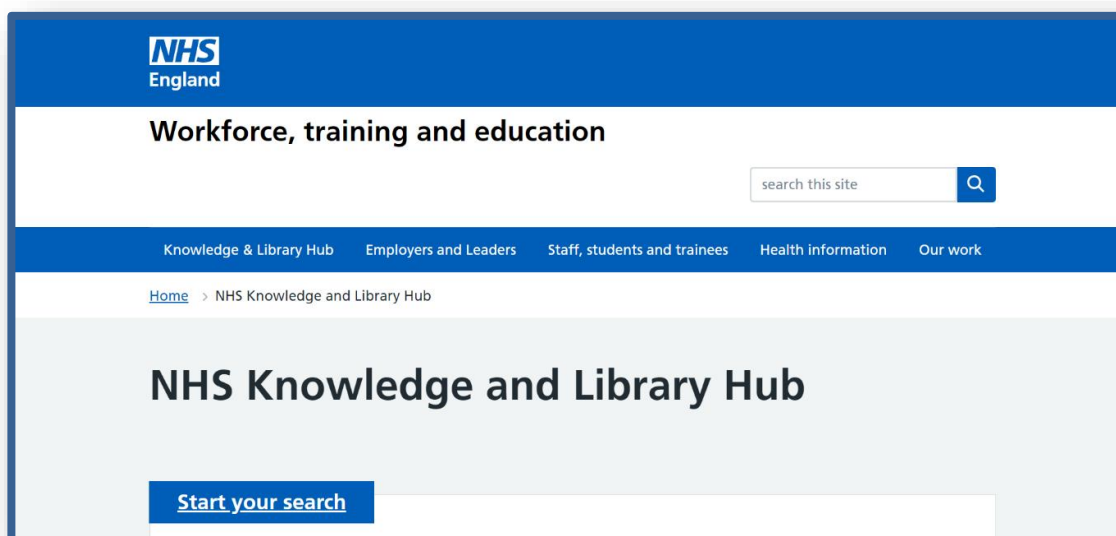 NHS
England
Workforce, training and education
search this site
Knowledge & Library Hub Employers and Leaders Staff, students and trainees Health information Our work
Home > NHS Knowledge and Library Hub
NHS Knowledge and Library Hub
Start your search